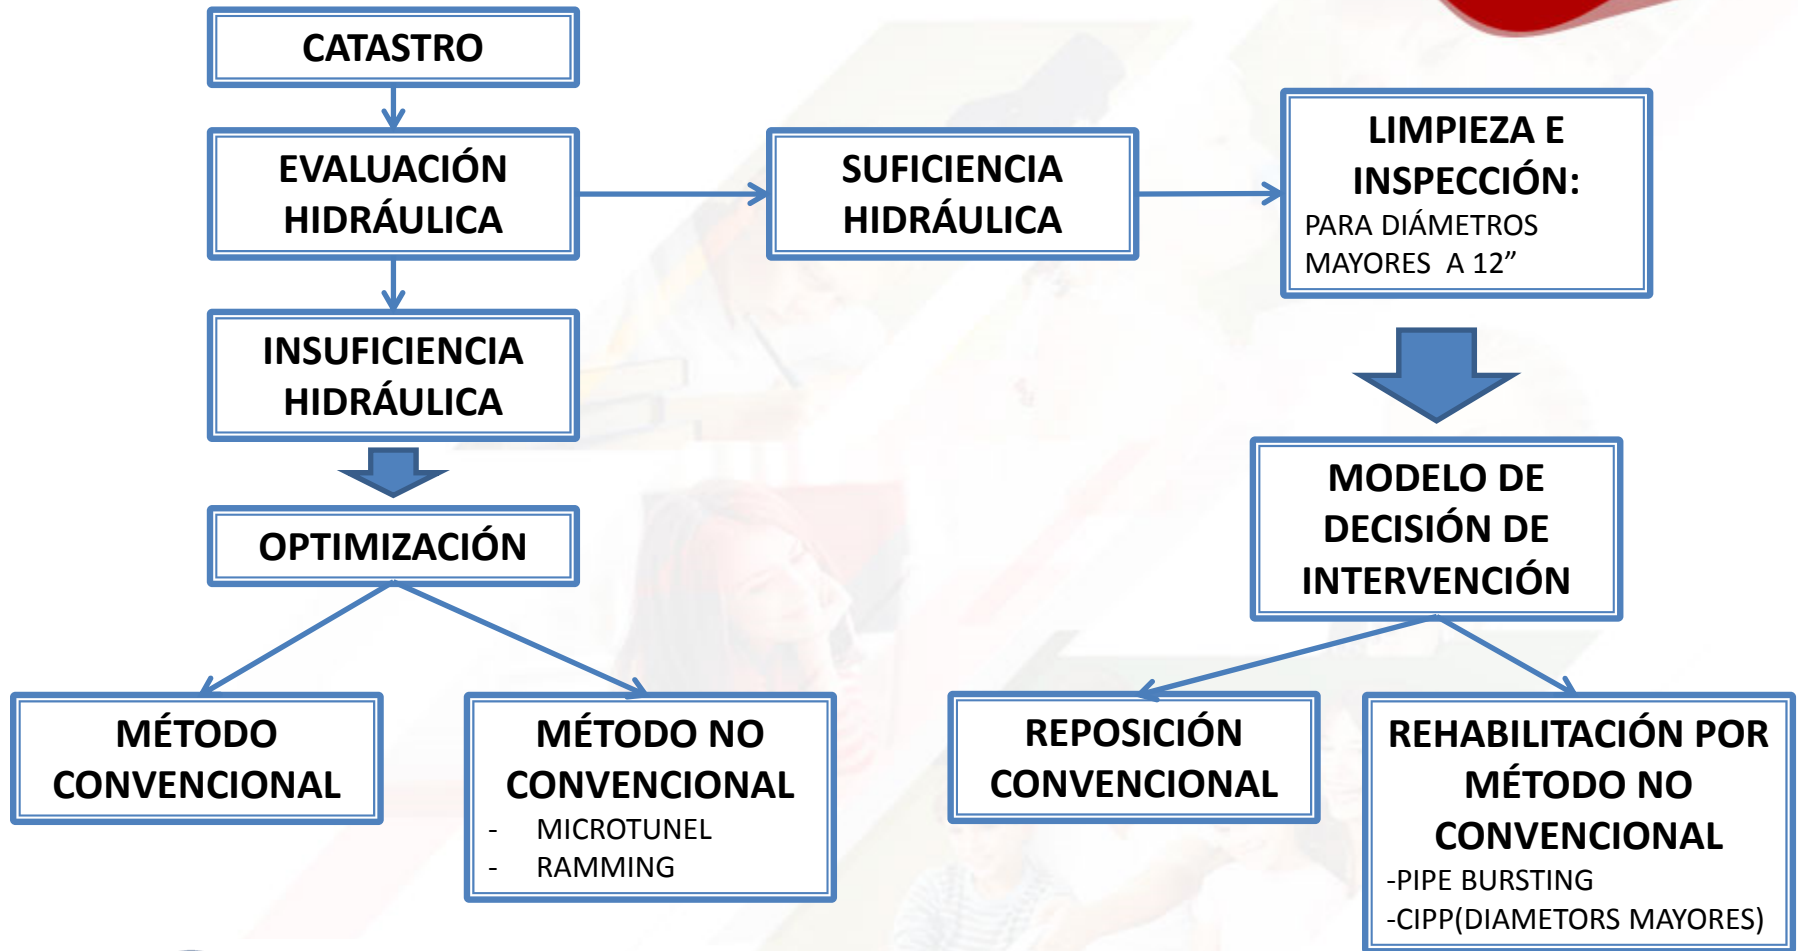 CATASTRO
EVALUACIÓN
HIDRÁULICA
SUFICIENCIA
HIDRÁULICA
LIMPIEZA E
INSPECCIÓN:
PARA DIÁMETROS
MAYORES A 12”
INSUFICIENCIA
HIDRÁULICA
OPTIMIZACIÓN
MODELO DE
DECISIÓN DE
INTERVENCIÓN
MÉTODO
CONVENCIONAL
MÉTODO NO
CONVENCIONAL
- MICROTUNEL
- RAMMING
REPOSICIÓN
CONVENCIONAL
REHABILITACIÓN POR
MÉTODO NO
CONVENCIONAL
-PIPE BURSTING
-CIPP(DIAMETORS MAYORES)